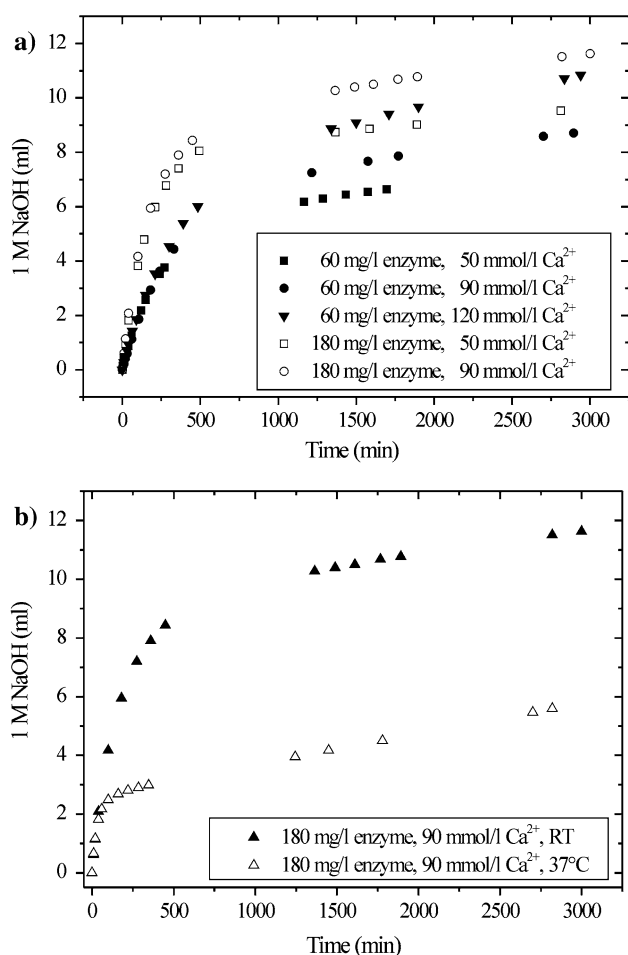 a)
12
10
8
6
4
2
0
1 M NaOH (ml)
60 mg/l enzyme, 50 mmol/l Ca²⁺
60 mg/l enzyme, 90 mmol/l Ca²⁺
60 mg/l enzyme, 120 mmol/l Ca²⁺
180 mg/l enzyme, 50 mmol/l Ca²⁺
180 mg/l enzyme, 90 mmol/l Ca²⁺
0 500 1000 1500 2000 2500 3000
Time (min)
b)
12
10
8
6
4
2
0
1 M NaOH (ml)
180 mg/l enzyme, 90 mmol/l Ca²⁺, RT
180 mg/l enzyme, 90 mmol/l Ca²⁺, 37°C
0 500 1000 1500 2000 2500 3000
Time (min)